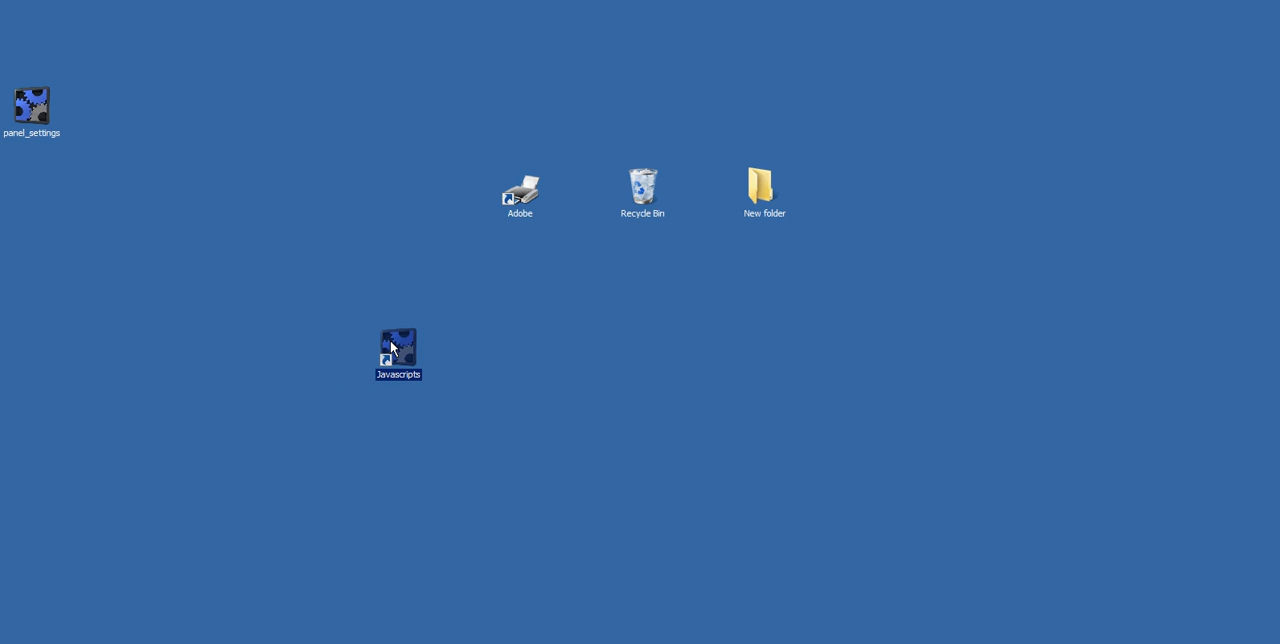 panel_settings
Adobe
Recycle Bin
New folder
Javascripts